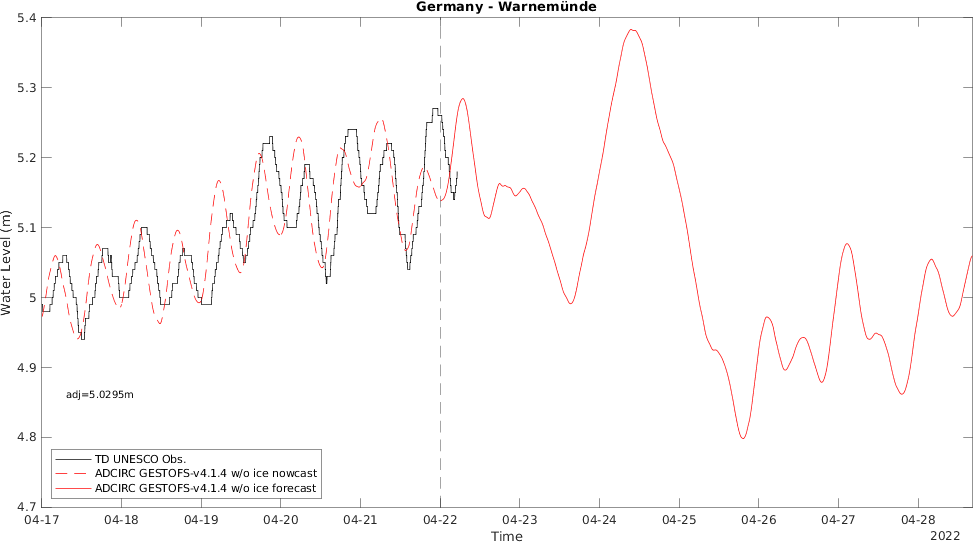 Germany - Warnemünde
5.4
5.3
5.2
5.1
5
4.9
4.8
4.7
Water Level (m)
adj=5.0295m
TD UNESCO Obs.
ADCIRC GESTOFS-v4.1.4 w/o ice nowcast
ADCIRC GESTOFS-v4.1.4 w/o ice forecast
04-17 04-18 04-19 04-20 04-21 04-22 04-23 04-24 04-25 04-26 04-27 04-28
Time
2022